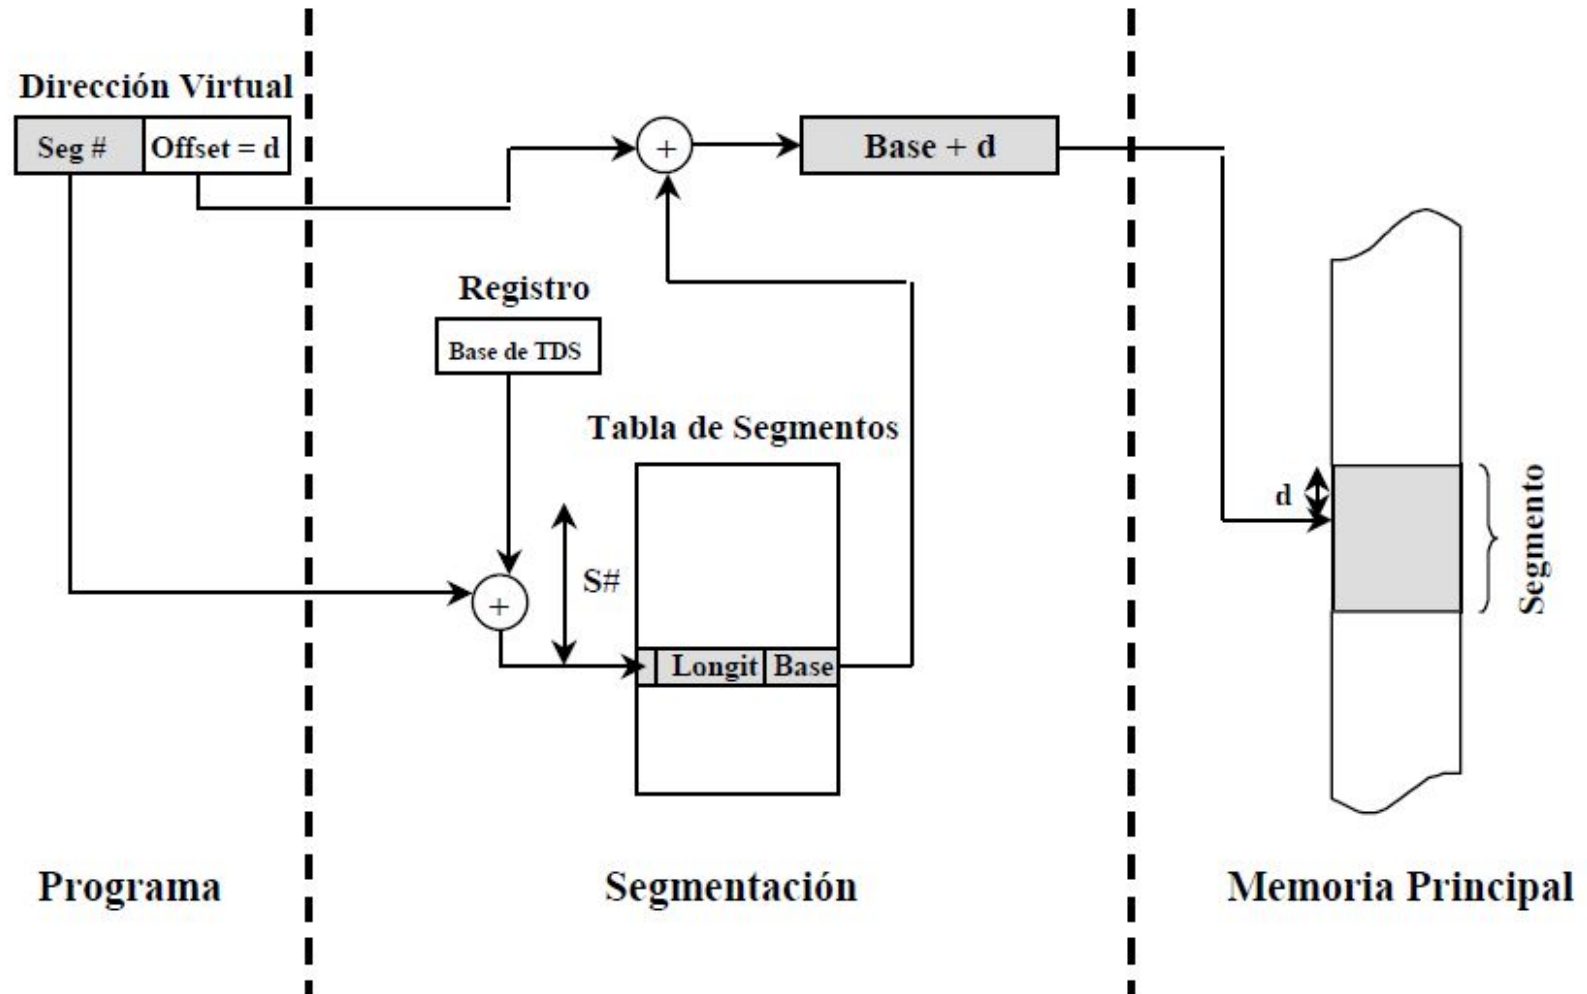 Dirección Virtual
Seg #
Offset = d
+
Base + d
Registro
Base de TDS
Tabla de Segmentos
S#
+
Longit
Base
d
Segmento
Programa
Segmentación
Memoria Principal